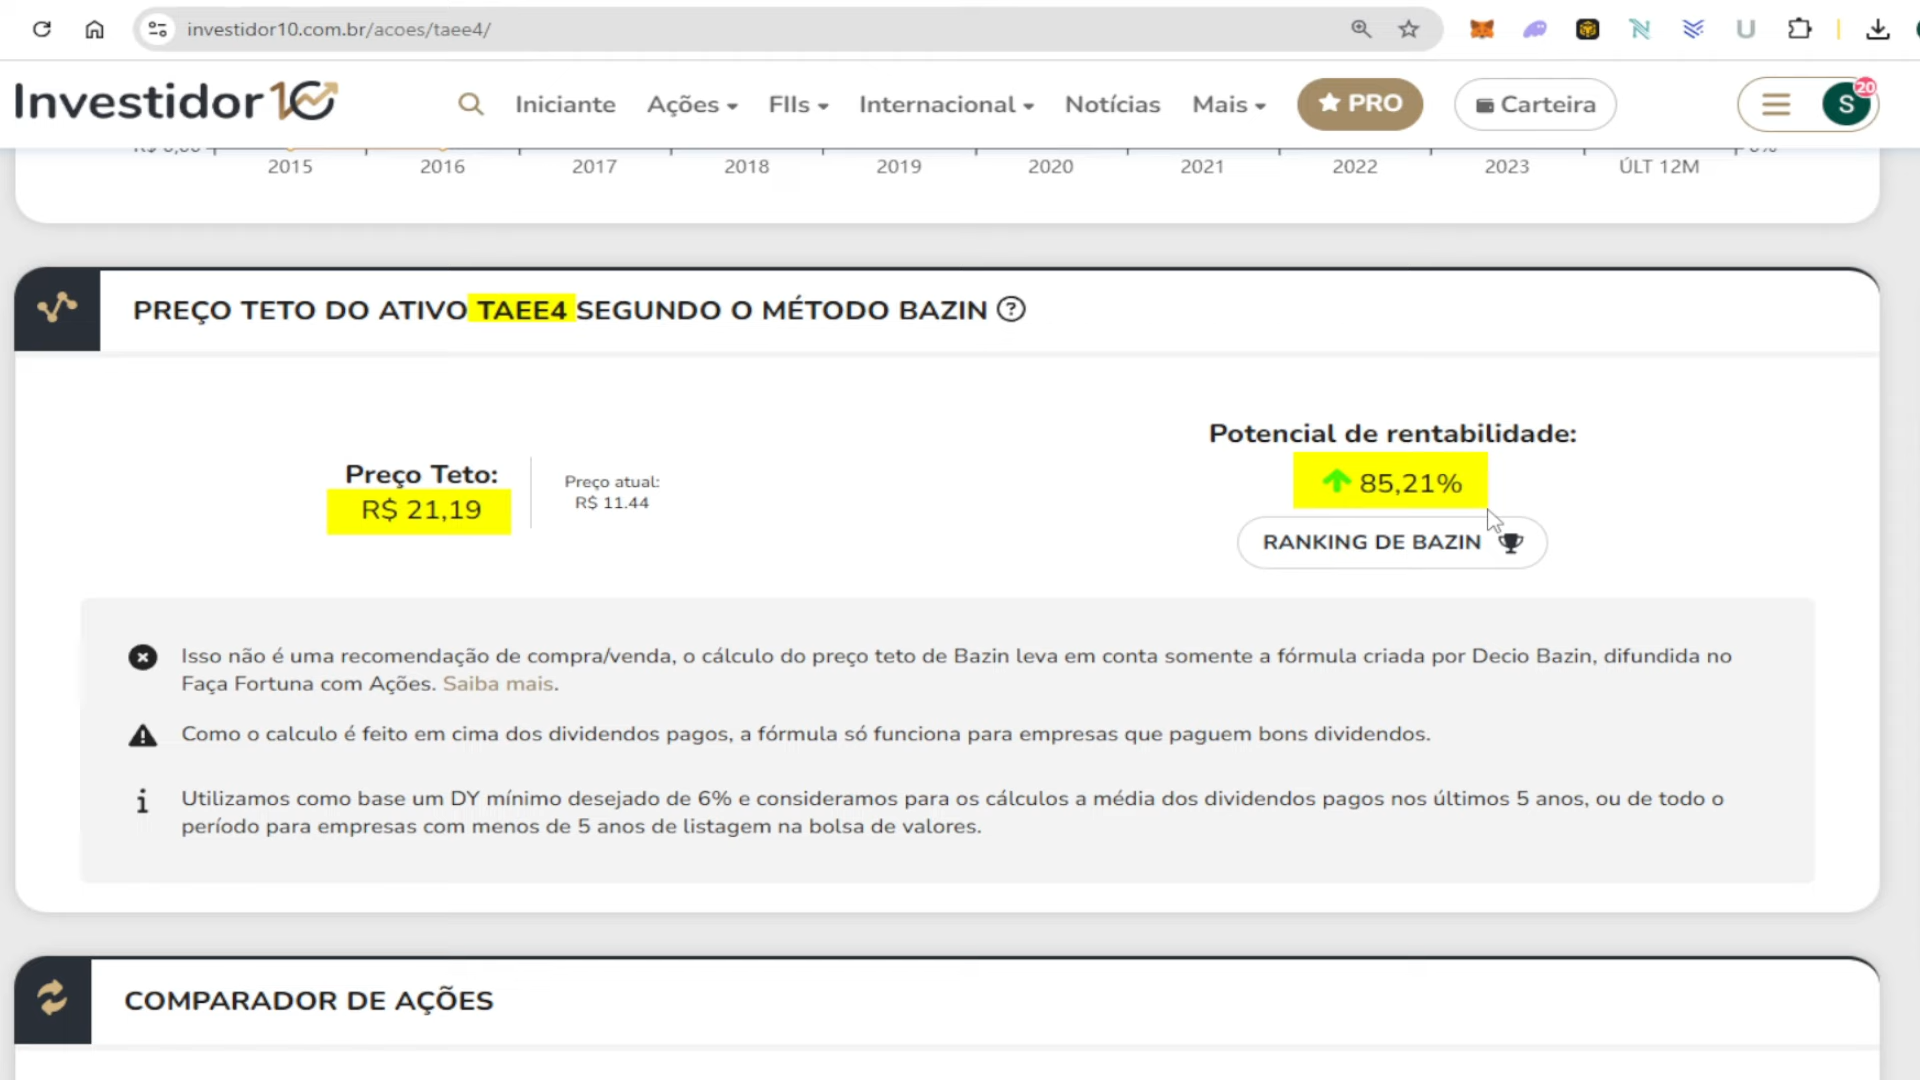 investidor10.com.br/acoes/taee4/
Investidor10
Iniciante Ações FIIs Internacional Notícias Mais PRO Carteira S 20
2015 2016 2017 2018 2019 2020 2021 2022 2023 ÚLT 12M
PREÇO TETO DO ATIVO TAEE4 SEGUNDO O MÉTODO BAZIN ?
Potencial de rentabilidade:
85,21%
Preço Teto:
R$ 21,19
Preço atual:
R$ 11.44
RANKING DE BAZIN
Isso não é uma recomendação de compra/venda, o cálculo do preço teto de Bazin leva em conta somente a fórmula criada por Decio Bazin, difundida no
Faça Fortuna com Ações. Saiba mais.
Como o calculo é feito em cima dos dividendos pagos, a fórmula só funciona para empresas que paguem bons dividendos.
Utilizamos como base um DY mínimo desejado de 6% e consideramos para os cálculos a média dos dividendos pagos nos últimos 5 anos, ou de todo o
período para empresas com menos de 5 anos de listagem na bolsa de valores.
COMPARADOR DE AÇÕES